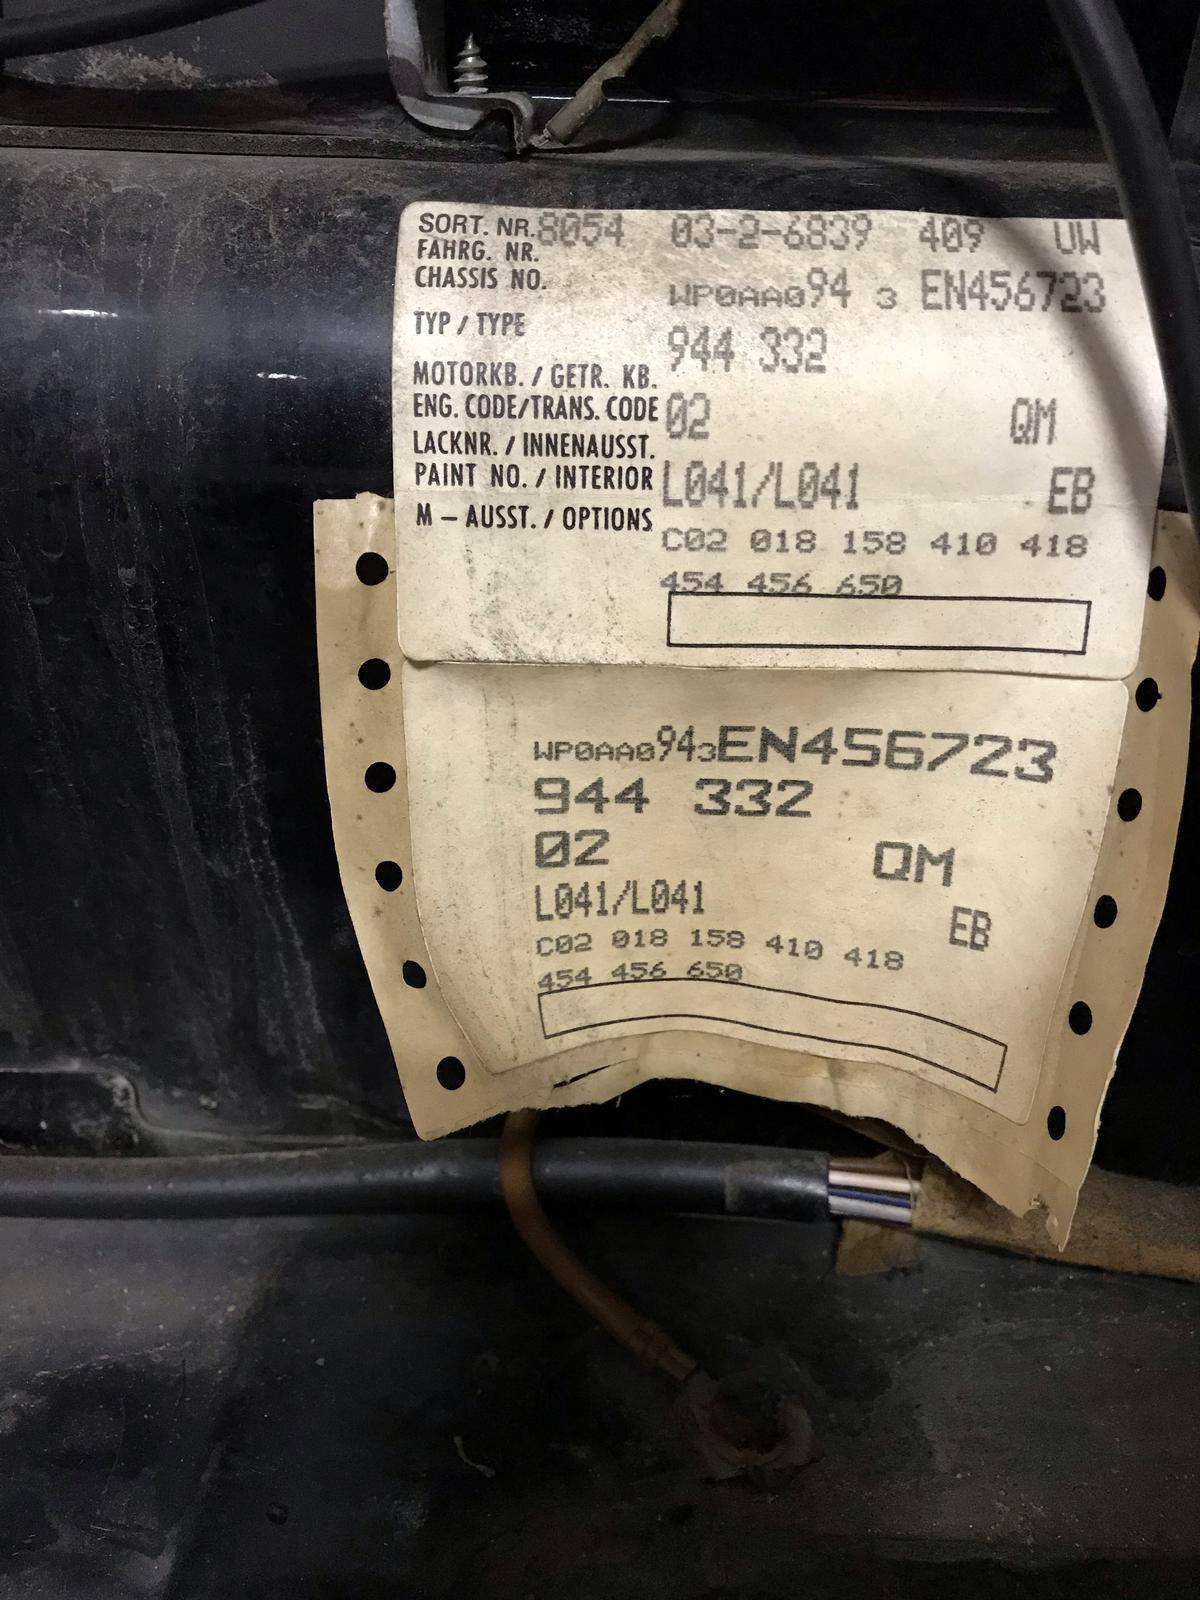 SORT. NR. 8054 03-2-6839 409 UW
FAHRG. NR.
CHASSIS NO. WP0AA094 3 EN456723
TYP / TYPE 944 332
MOTORKB. / GETR. KB.
ENG. CODE/TRANS. CODE 02 QM
LACKNR. / INNENAUSST.
PAINT NO. / INTERIOR L041/L041 EB
M – AUSST. / OPTIONS C02 018 158 410 418
454 456 650
WP0AA0943EN456723
944 332
02 QM
L041/L041 EB
C02 018 158 410 418
454 456 650